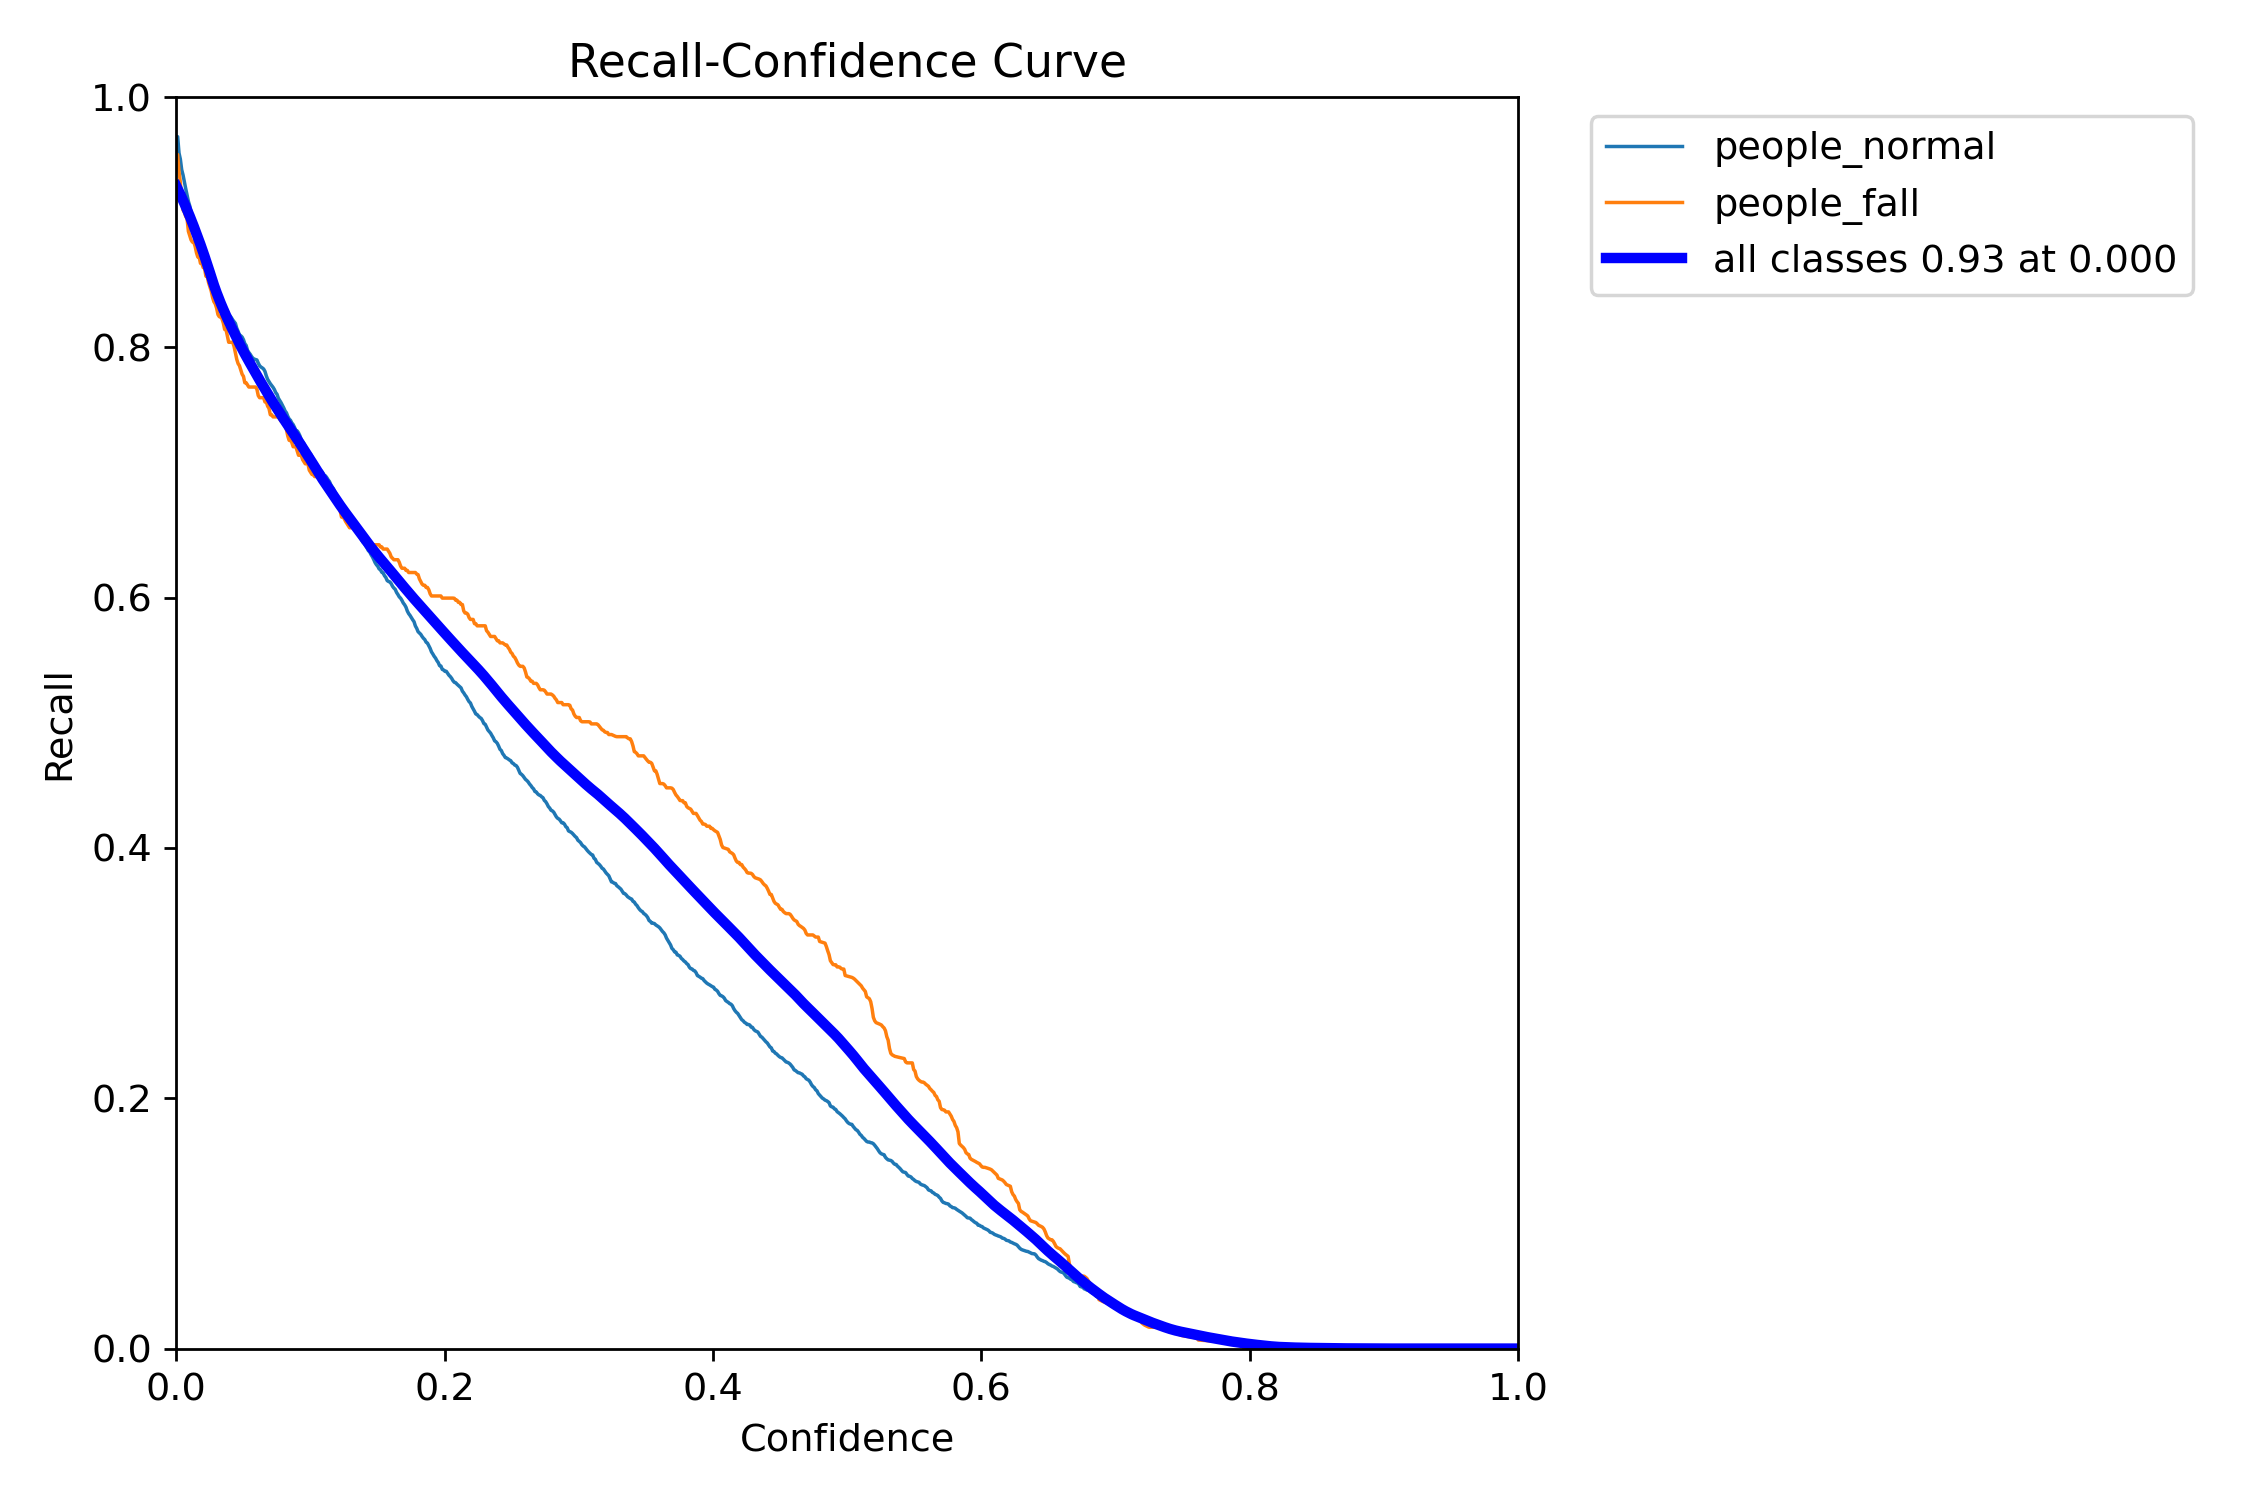 Recall-Confidence Curve
people_normal
people_fall
all classes 0.93 at 0.000
Recall
1.0
0.8
0.6
0.4
0.2
0.0
0.0 0.2 0.4 0.6 0.8 1.0
Confidence